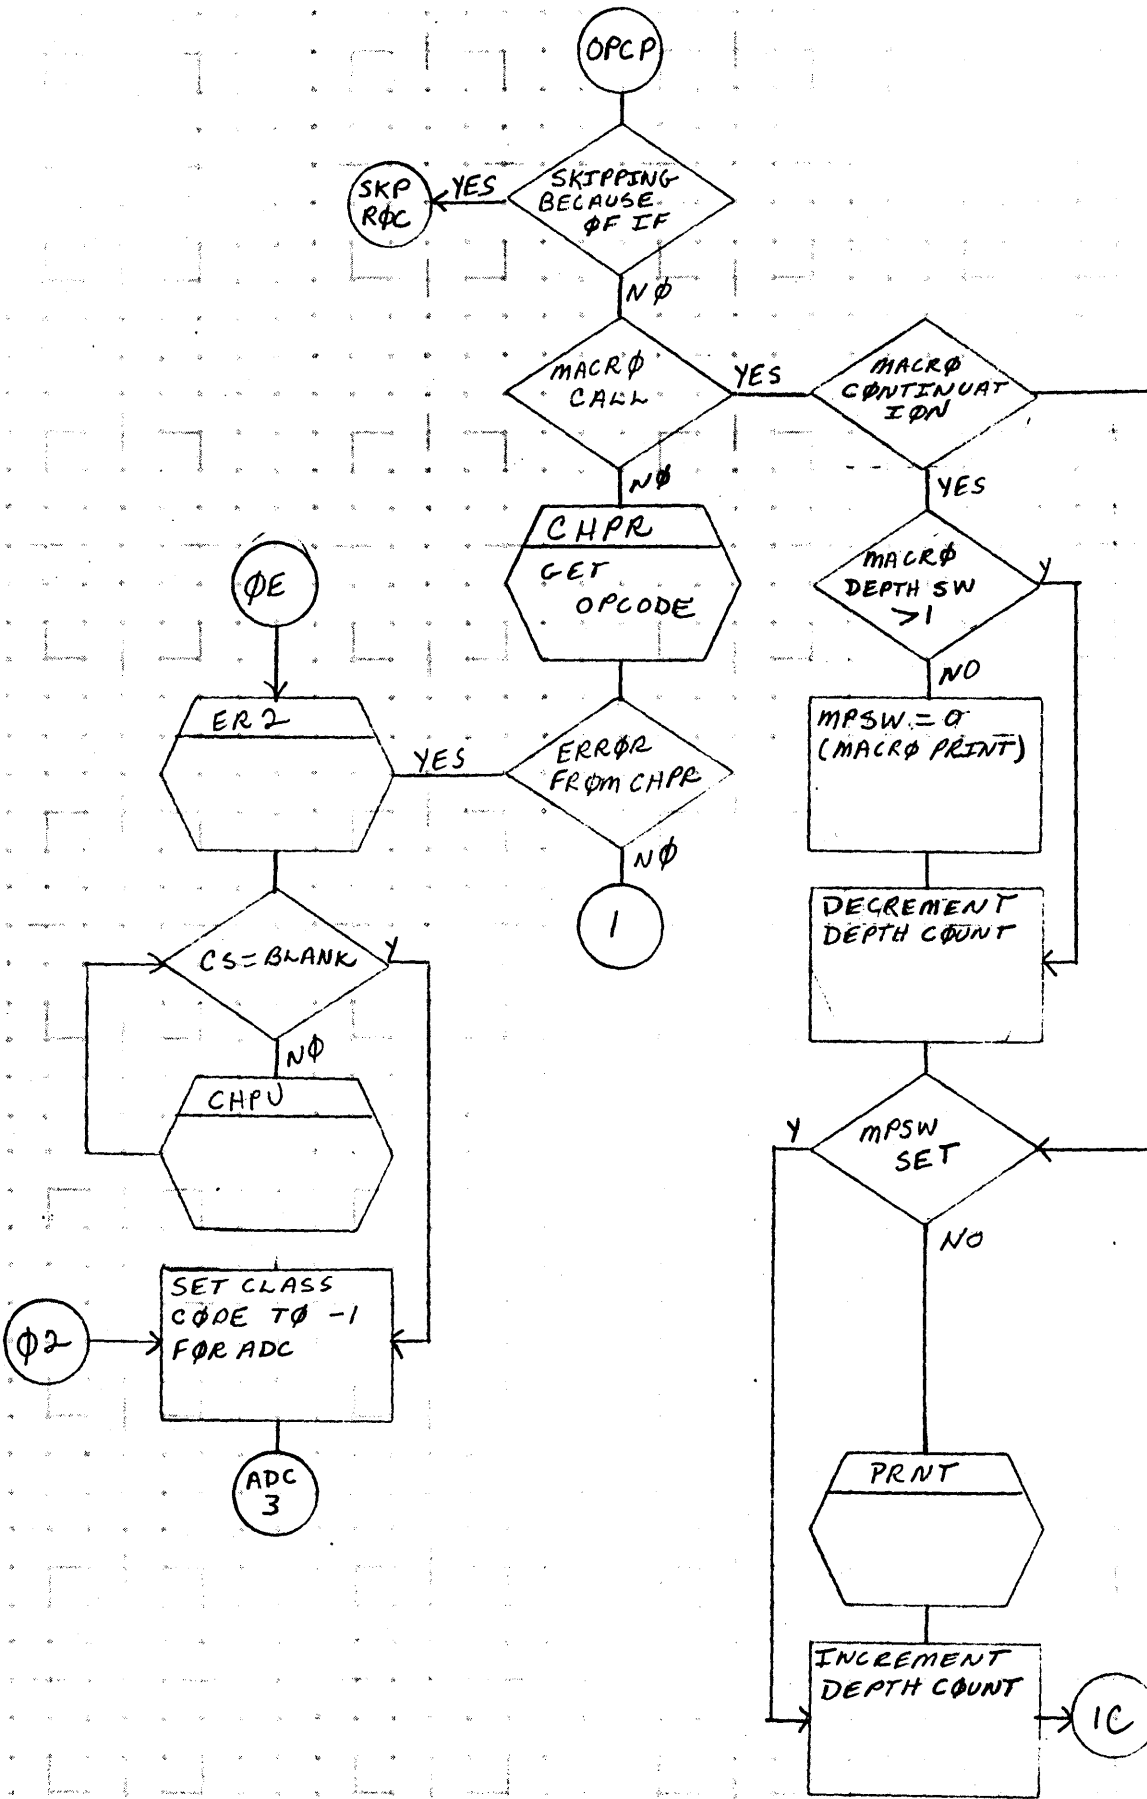 OPCP
SKIPPING
BECAUSE
ØF IF
YES
SKP
RØC
NØ
MACRØ
CALL
YES
MACRØ
CØNTINUAT
IØN
NØ
YES
CHPR
GET
OPCODE
MACRØ
DEPTH SW
>1
Y
NO
ØE
ER2
YES
ERRØR
FRØM CHPR
NØ
1
MPSW = 0
(MACRØ PRINT)
DECREMENT
DEPTH CØUNT
CS=BLANK
Y
NØ
CHPU
MPSW
SET
Y
NO
SET CLASS
CØDE TØ -1
FØR ADC
Ø2
ADC
3
PRNT
INCREMENT
DEPTH CØUNT
1C